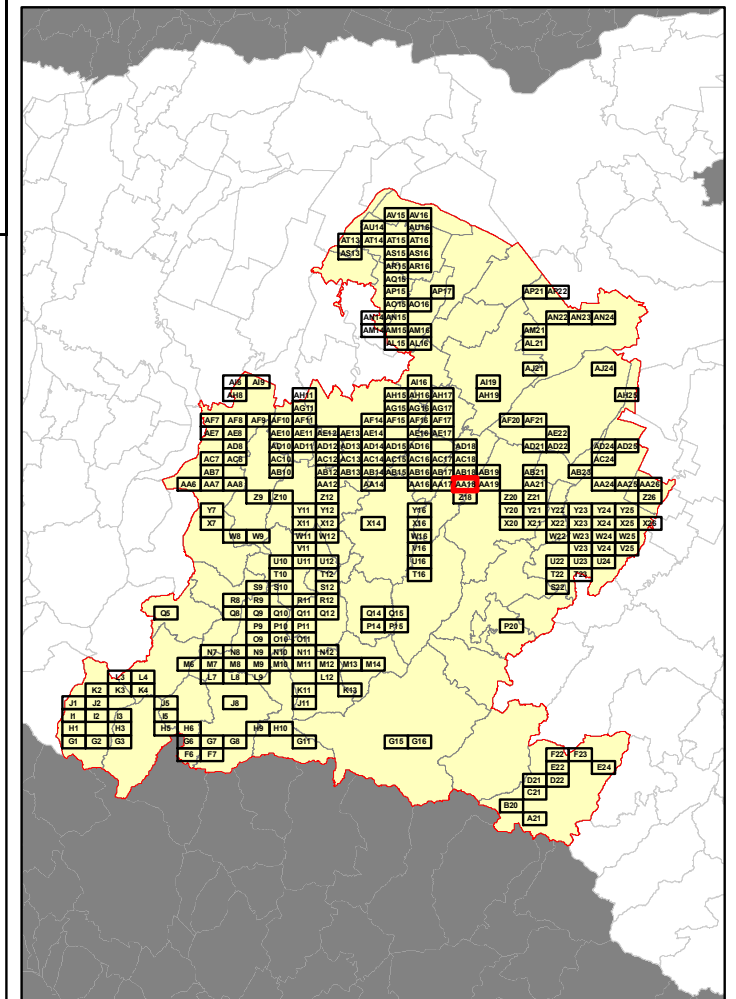 AV15 AV16
AU14 AU16
AT13 AT14 AT15 AT16
AS13 AS15 AS16
AR15 AR16
AQ15
AP15 AP17 AP21 AP22
AO15 AO16
AN14 AN15 AN22 AN23 AN24
AM14 AM15 AM16 AM21
AL15 AL16 AL21
AJ21 AJ24
AI8 AI9 AI16 AI19
AH8 AH11 AH15 AH16 AH17 AH19 AH25
AG11 AG15 AG16 AG17
AF7 AF8 AF9 AF10 AF11 AF14 AF15 AF16 AF17 AF20 AF21
AE7 AE8 AE10 AE11 AE12 AE13 AE14 AE16 AE17 AE22
AD8 AD10 AD11 AD12 AD13 AD14 AD15 AD16 AD18 AD21 AD22 AD24 AD25
AC7 AC8 AC10 AC12 AC13 AC14 AC15 AC16 AC17 AC18 AC24
AB7 AB10 AB12 AB13 AB14 AB15 AB16 AB17 AB18 AB19 AB21 AB23
AA6 AA7 AA8 AA12 AA14 AA16 AA17 AA18 AA19 AA21 AA24 AA25 AA26
Z9 Z10 Z12 Z18 Z20 Z21 Z26
Y7 Y11 Y12 Y16 Y20 Y21 Y22 Y23 Y24 Y25
X7 X11 X12 X14 X16 X20 X21 X22 X23 X24 X25 X26
W8 W9 W11 W12 W16 W22 W23 W24 W25
V11 V16 V23 V24 V25
U10 U11 U12 U16 U22 U23 U24
T10 T12 T16 T22 T23
S9 S10 S12 S22
R8 R9 R11 R12
Q5 Q8 Q9 Q10 Q11 Q12 Q14 Q15
P9 P10 P11 P14 P15 P20
O9 O10 O11
N7 N8 N9 N10 N11 N12
M6 M7 M8 M9 M10 M11 M12 M13 M14
L3 L4 L7 L8 L9 L12
K2 K3 K4 K11 K13
J1 J2 J5 J8 J11
I1 I2 I3 I5
H1 H3 H5 H6 H9 H10
G1 G2 G3 G6 G7 G8 G11 G15 G16
F6 F7 F22 F23
E22 E24
D21 D22
C21
B20
A21